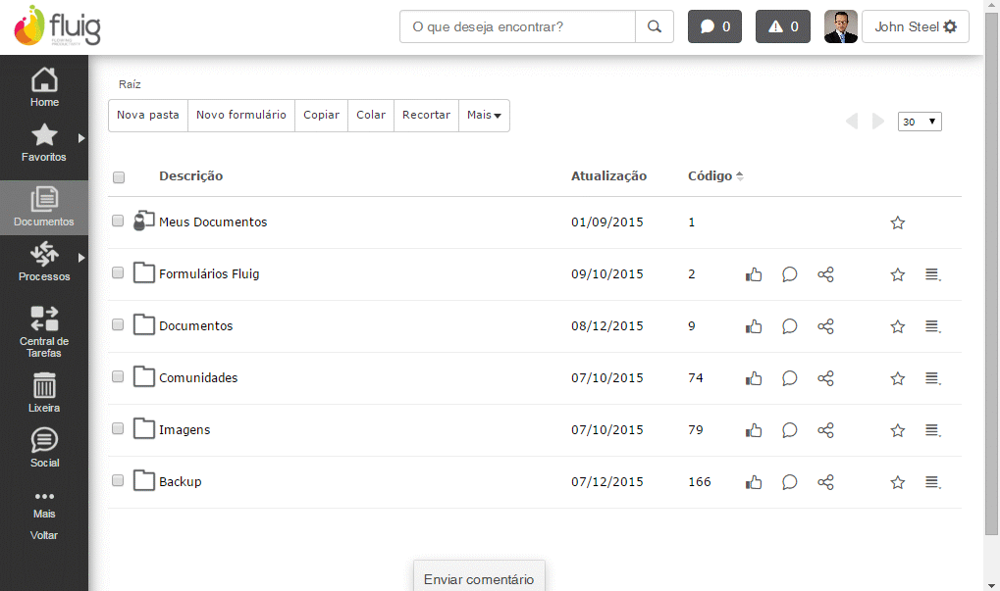 fluig
O que deseja encontrar?
0
0
John Steel
Home
Favoritos
Documentos
Processos
Central de
Tarefas
Lixeira
Social
Mais
Voltar
Raíz
Nova pasta Novo formulário Copiar Colar Recortar Mais
30
Descrição Atualização Código
Meus Documentos 01/09/2015 1
Formulários Fluig 09/10/2015 2
Documentos 08/12/2015 9
Comunidades 07/10/2015 74
Imagens 07/10/2015 79
Backup 07/12/2015 166
Enviar comentário